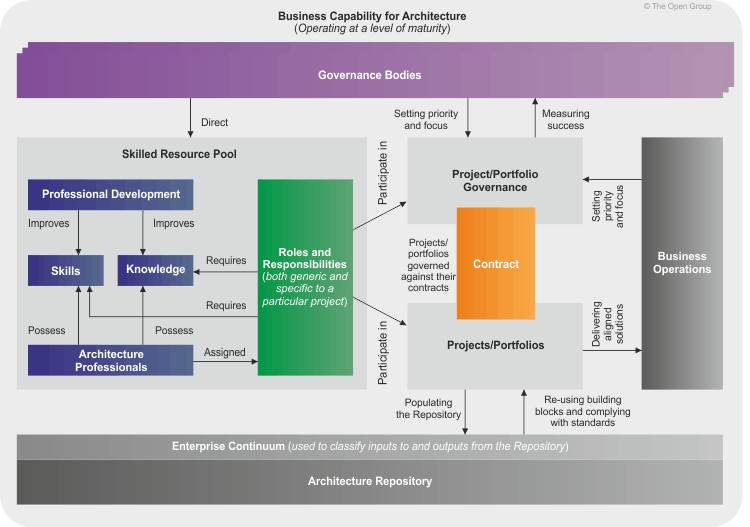 © The Open Group
Business Capability for Architecture
(Operating at a level of maturity)
Governance Bodies
Direct
Setting priority
and focus
Measuring
success
Skilled Resource Pool
Professional Development
Improves
Improves
Skills
Knowledge
Requires
Requires
Possess
Possess
Architecture
Professionals
Assigned
Roles and
Responsibilities
(both generic and
specific to a
particular project)
Participate in
Participate in
Project/Portfolio
Governance
Projects/
portfolios
governed
against their
contracts
Contract
Projects/Portfolios
Setting
priority
and focus
Delivering
aligned
solutions
Business
Operations
Populating
the Repository
Re-using building
blocks and complying
with standards
Enterprise Continuum (used to classify inputs to and outputs from the Repository)
Architecture Repository